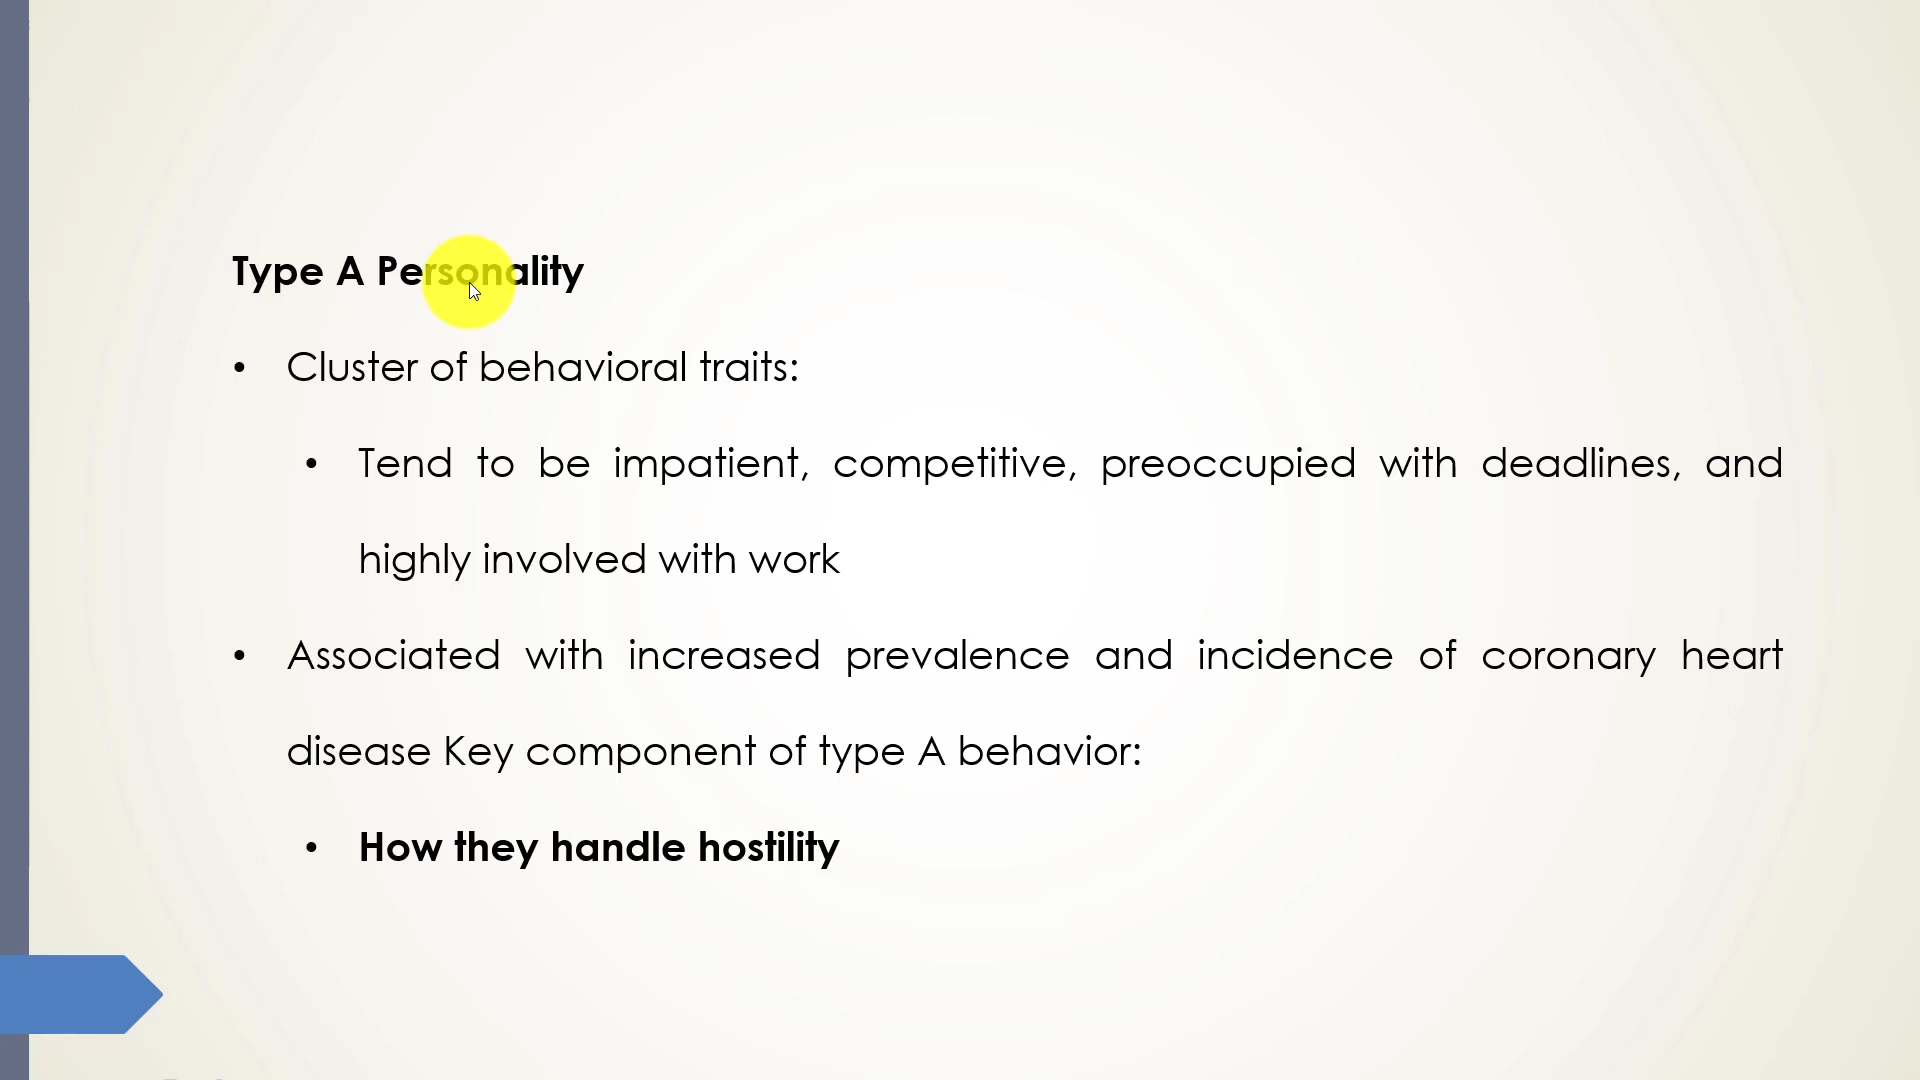 Type A Personality
• Cluster of behavioral traits:
• Tend to be impatient, competitive, preoccupied with deadlines, and
highly involved with work
• Associated with increased prevalence and incidence of coronary heart
disease Key component of type A behavior:
• How they handle hostility